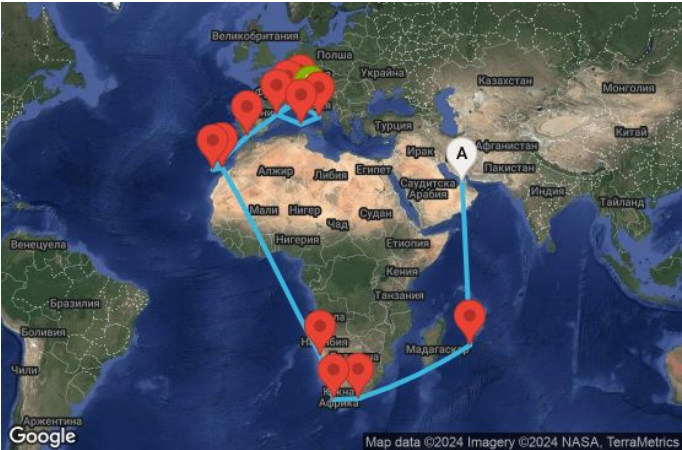 Великобритания
Полша
Украйна
Казахстан
Монголия
Турция
Афганистан
Китай
Ирак
Пакистан
Алжир
Либия
Египет
Саудитска
Арабия
Индия
Тайланд
Мали
Нигер
Чад
Судан
Нигерия
Етиопия
Венецуела
Кения
Танзания
Бразилия
Боливия
Мадагаскар
Чили
Африка
Аржентина
A
Google
Map data ©2024 Imagery ©2024 NASA, TerraMetrics